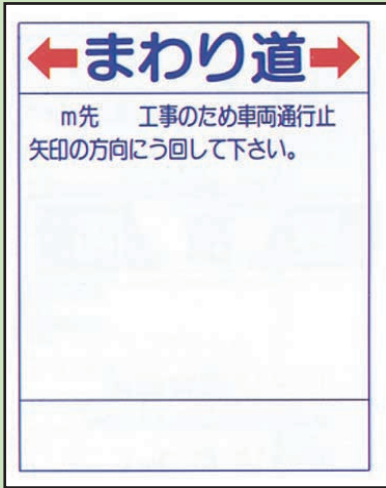 ←まわり道→
m先　工事のため車両通行止
矢印の方向にう回して下さい。